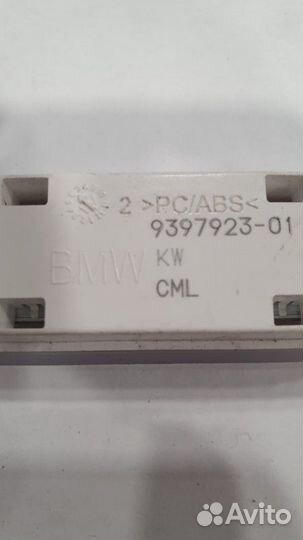 2 >PC/ABS<
9397923-01
BMW KW
CML
Avito